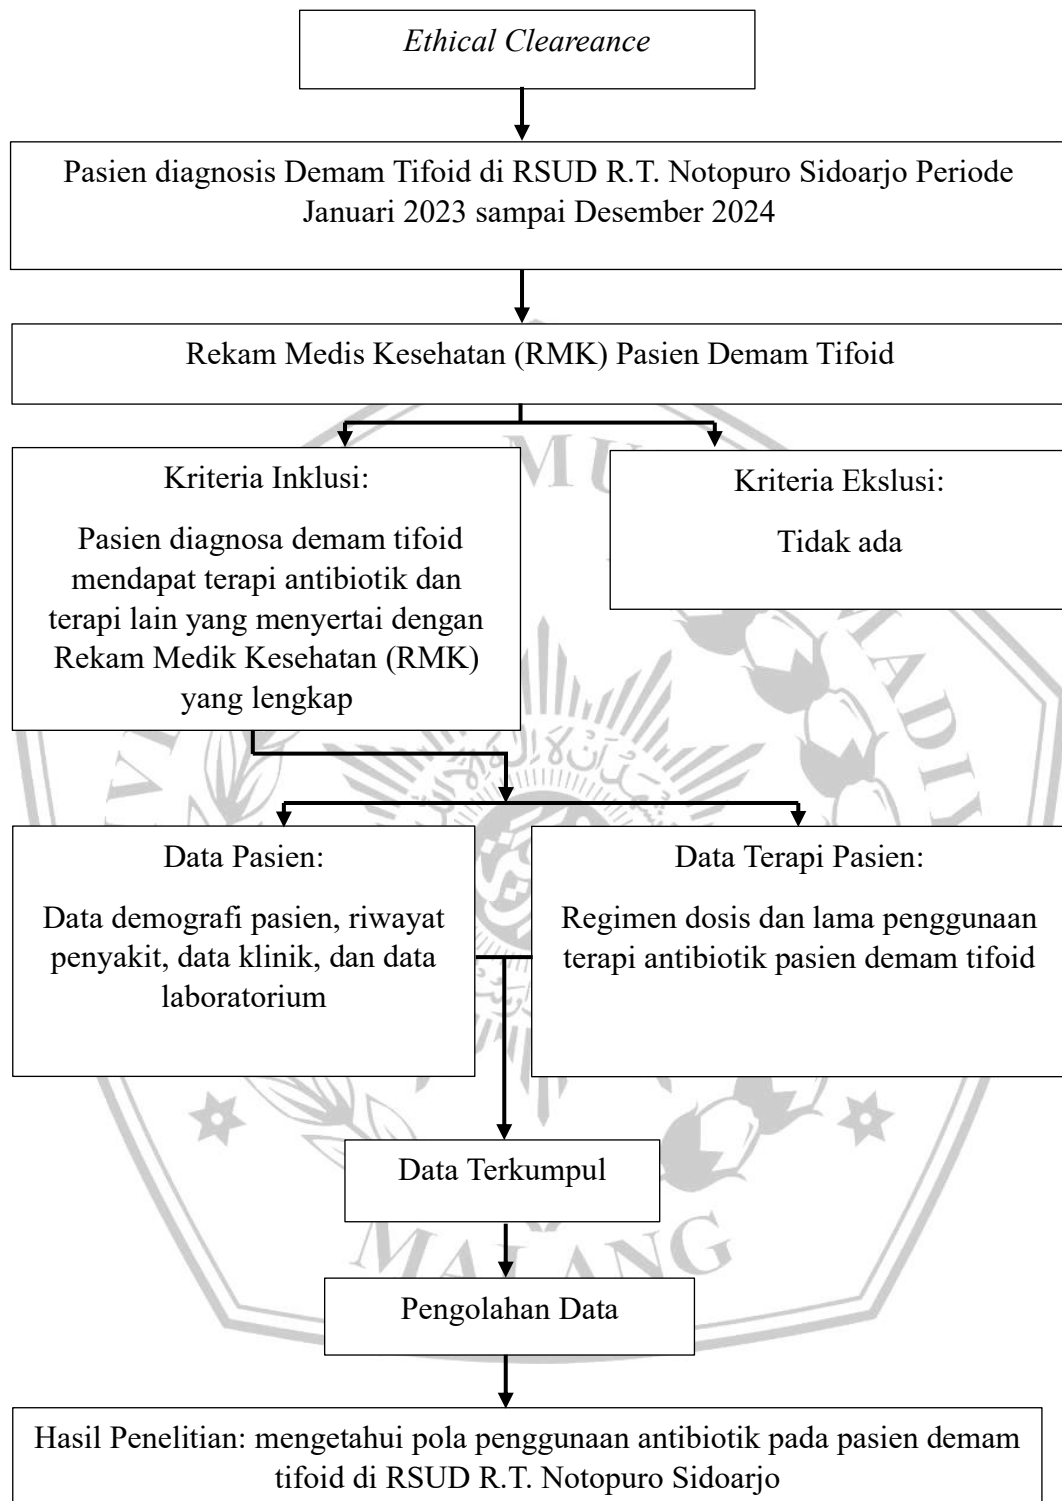 Ethical Cleareance
Pasien diagnosis Demam Tifoid di RSUD R.T. Notopuro Sidoarjo Periode
Januari 2023 sampai Desember 2024
Rekam Medis Kesehatan (RMK) Pasien Demam Tifoid
Kriteria Inklusi:
Pasien diagnosa demam tifoid
mendapat terapi antibiotik dan
terapi lain yang menyertai dengan
Rekam Medik Kesehatan (RMK)
yang lengkap
Kriteria Ekslusi:
Tidak ada
Data Pasien:
Data demografi pasien, riwayat
penyakit, data klinik, dan data
laboratorium
Data Terapi Pasien:
Regimen dosis dan lama penggunaan
terapi antibiotik pasien demam tifoid
Data Terkumpul
Pengolahan Data
Hasil Penelitian: mengetahui pola penggunaan antibiotik pada pasien demam
tifoid di RSUD R.T. Notopuro Sidoarjo
MALANG